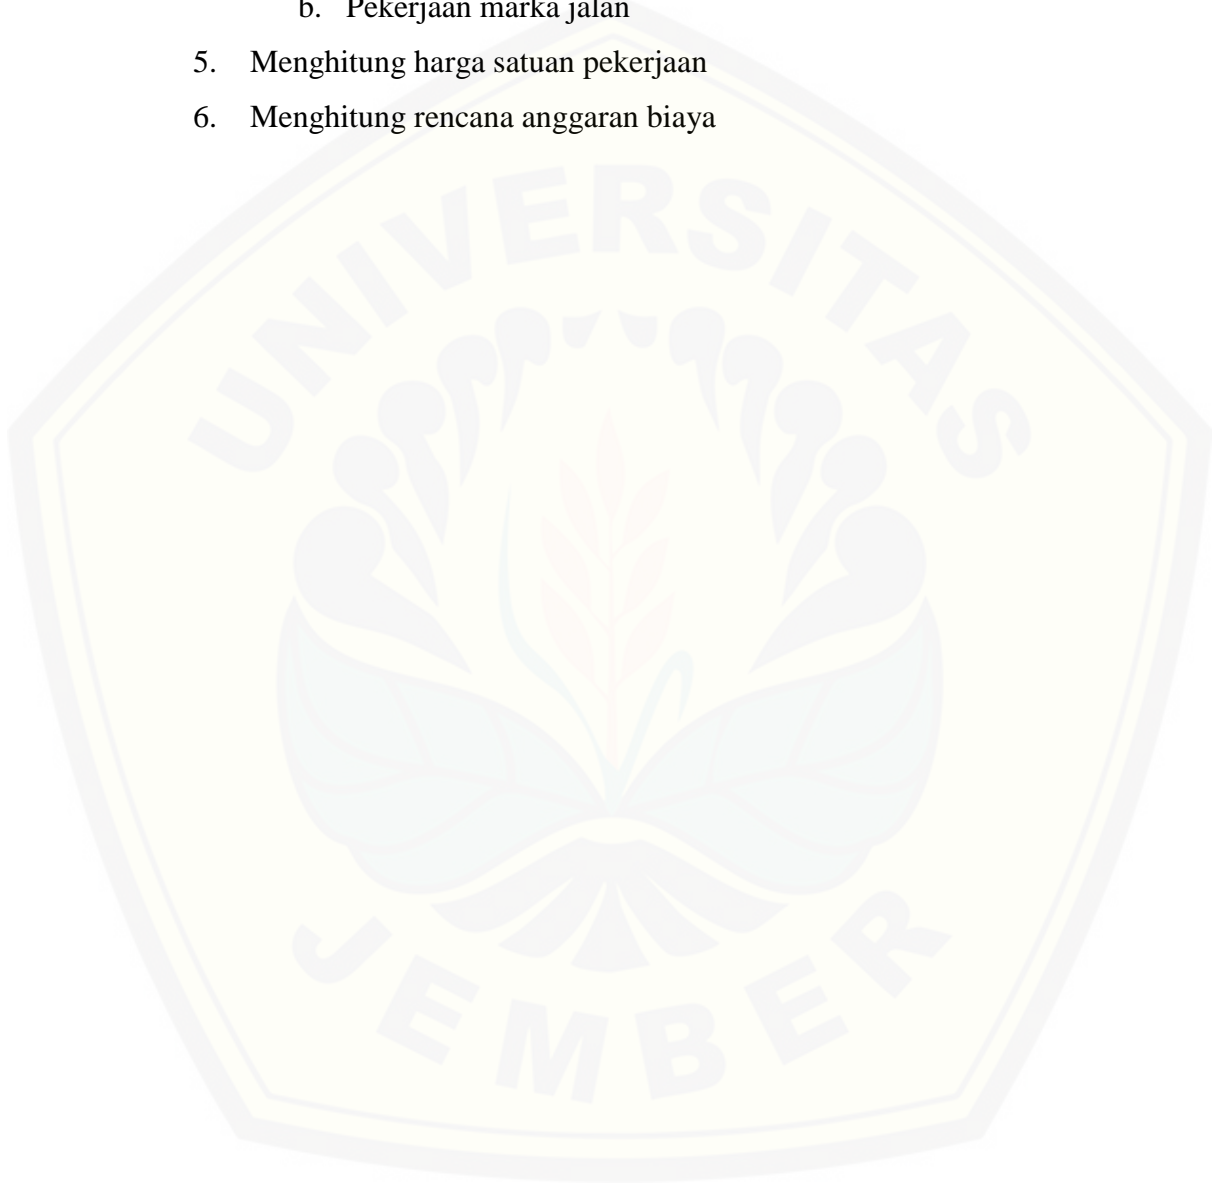 b. Pekerjaan marka jalan
5. Menghitung harga satuan pekerjaan
6. Menghitung rencana anggaran biaya
UNIVERSITAS
JEMBER